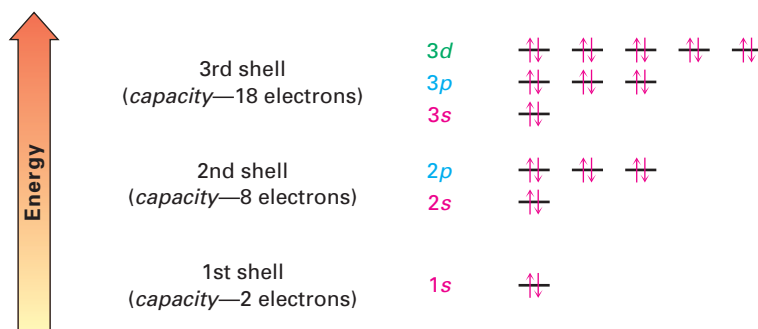 Energy
3rd shell
(capacity—18 electrons)
3d
3p
3s
2nd shell
(capacity—8 electrons)
2p
2s
1st shell
(capacity—2 electrons)
1s